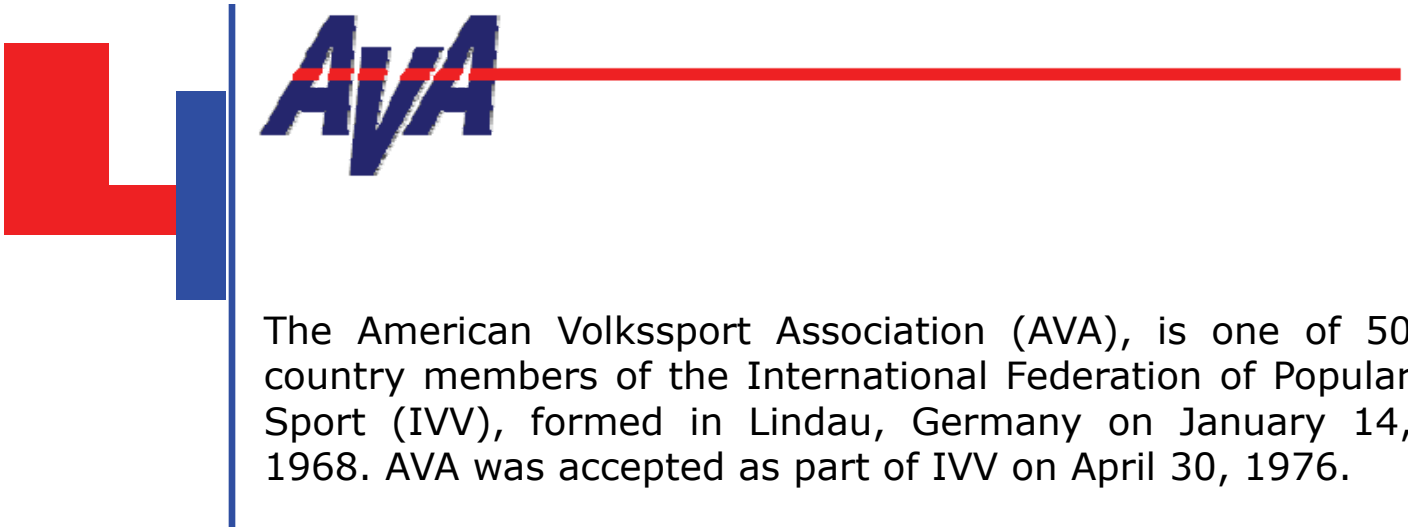 AVA
The American Volkssport Association (AVA), is one of 50
country members of the International Federation of Popular
Sport (IVV), formed in Lindau, Germany on January 14,
1968. AVA was accepted as part of IVV on April 30, 1976.